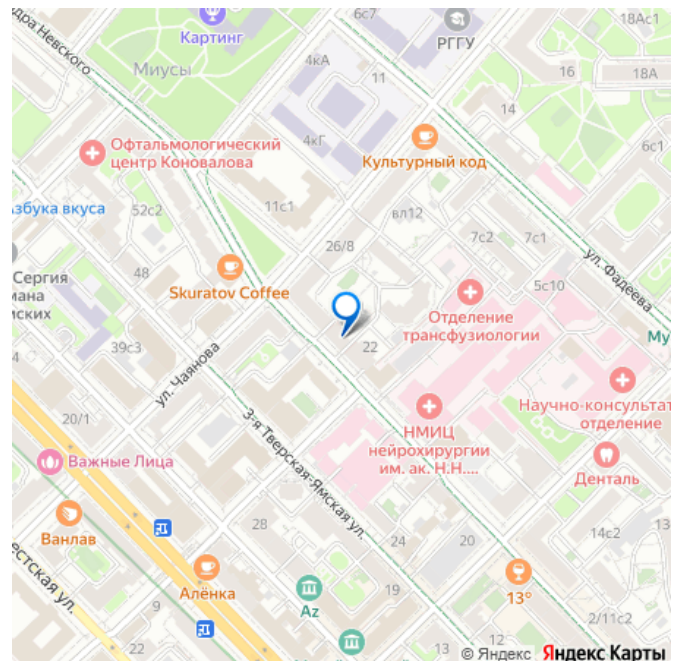 дра Невского
6с7
18Ас1
Картинг
РГГУ
Миусы
4кА
11
16
18А
14
4кГ
6с1
Офтальмологический
центр Коновалова
Культурный код
збука вкуса
52с2
11с1
вл12
7с2
7с1
26/8
ул. Фадеева
Сергия
мана
мских
48
Skuratov Coffee
5с10
Отделение
трансфузиологии
Му
39с3
22
ул. Чаянова
Научно-консультат
отделение
20/1
3-я Тверская-Ямская ул.
НМИЦ
нейрохирургии
им. ак. Н.Н....
Важные Лица
Денталь
28
13
14с2
Ванлав
24
20
естская ул.
Алёнка
19
13°
9
Az
2/11с2
22
13
12
© Яндекс Яндекс Карты